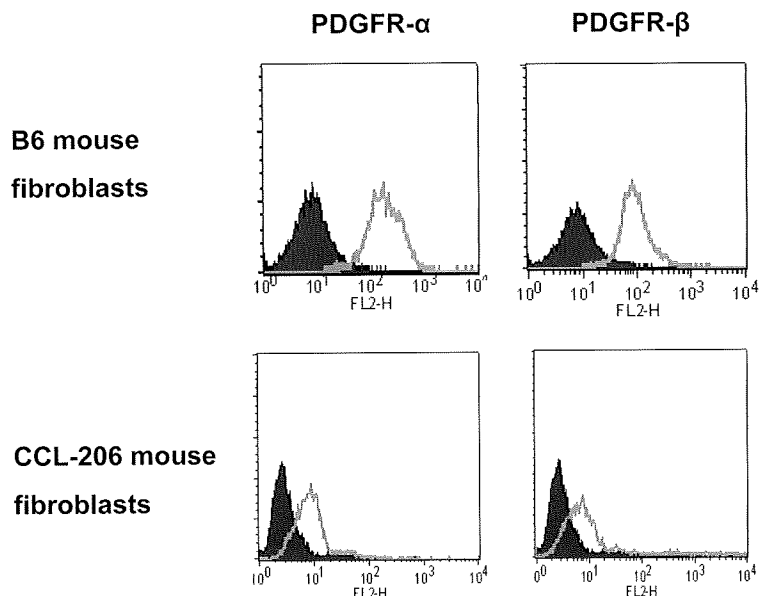 PDGFR-α PDGFR-β
B6 mouse
fibroblasts
10⁰ 10¹ 10² 10³
FL2-H
10⁰ 10¹ 10² 10³ 10⁴
FL2-H
CCL-206 mouse
fibroblasts
10⁰ 10¹ 10² 10³ 10⁴
FL2-H
10⁰ 10¹ 10² 10³ 10⁴
FL2-H